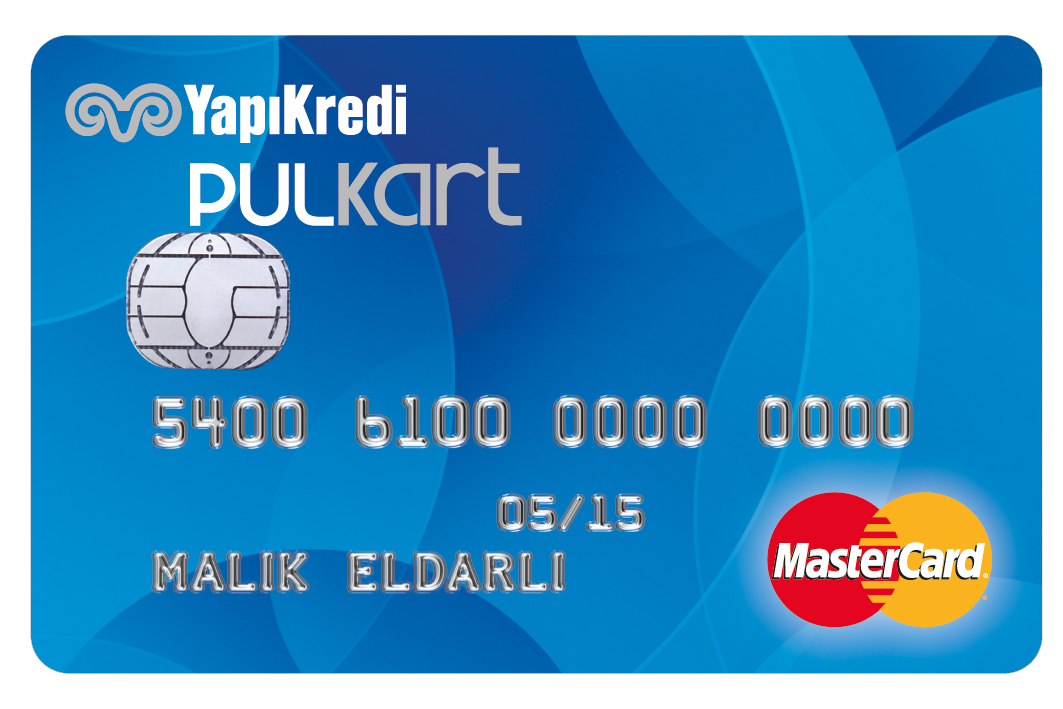 YapıKredi
PULKart
5400 6100 0000 0000
05/15
MALIK ELDARLI
MasterCard